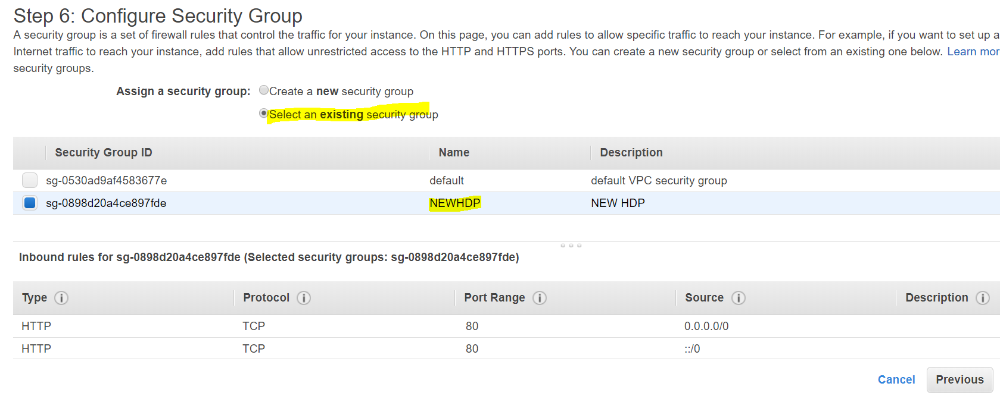 Step 6: Configure Security Group
A security group is a set of firewall rules that control the traffic for your instance. On this page, you can add rules to allow specific traffic to reach your instance. For example, if you want to set up a
Internet traffic to reach your instance, add rules that allow unrestricted access to the HTTP and HTTPS ports. You can create a new security group or select from an existing one below. Learn mor
security groups.
Assign a security group: Create a new security group
Select an existing security group
Security Group ID Name Description
sg-0530ad9af4583677e default default VPC security group
sg-0898d20a4ce897fde NEWHDP NEW HDP
Inbound rules for sg-0898d20a4ce897fde (Selected security groups: sg-0898d20a4ce897fde)
Type i Protocol i Port Range i Source i Description i
HTTP TCP 80 0.0.0.0/0
HTTP TCP 80 ::/0
Cancel Previous